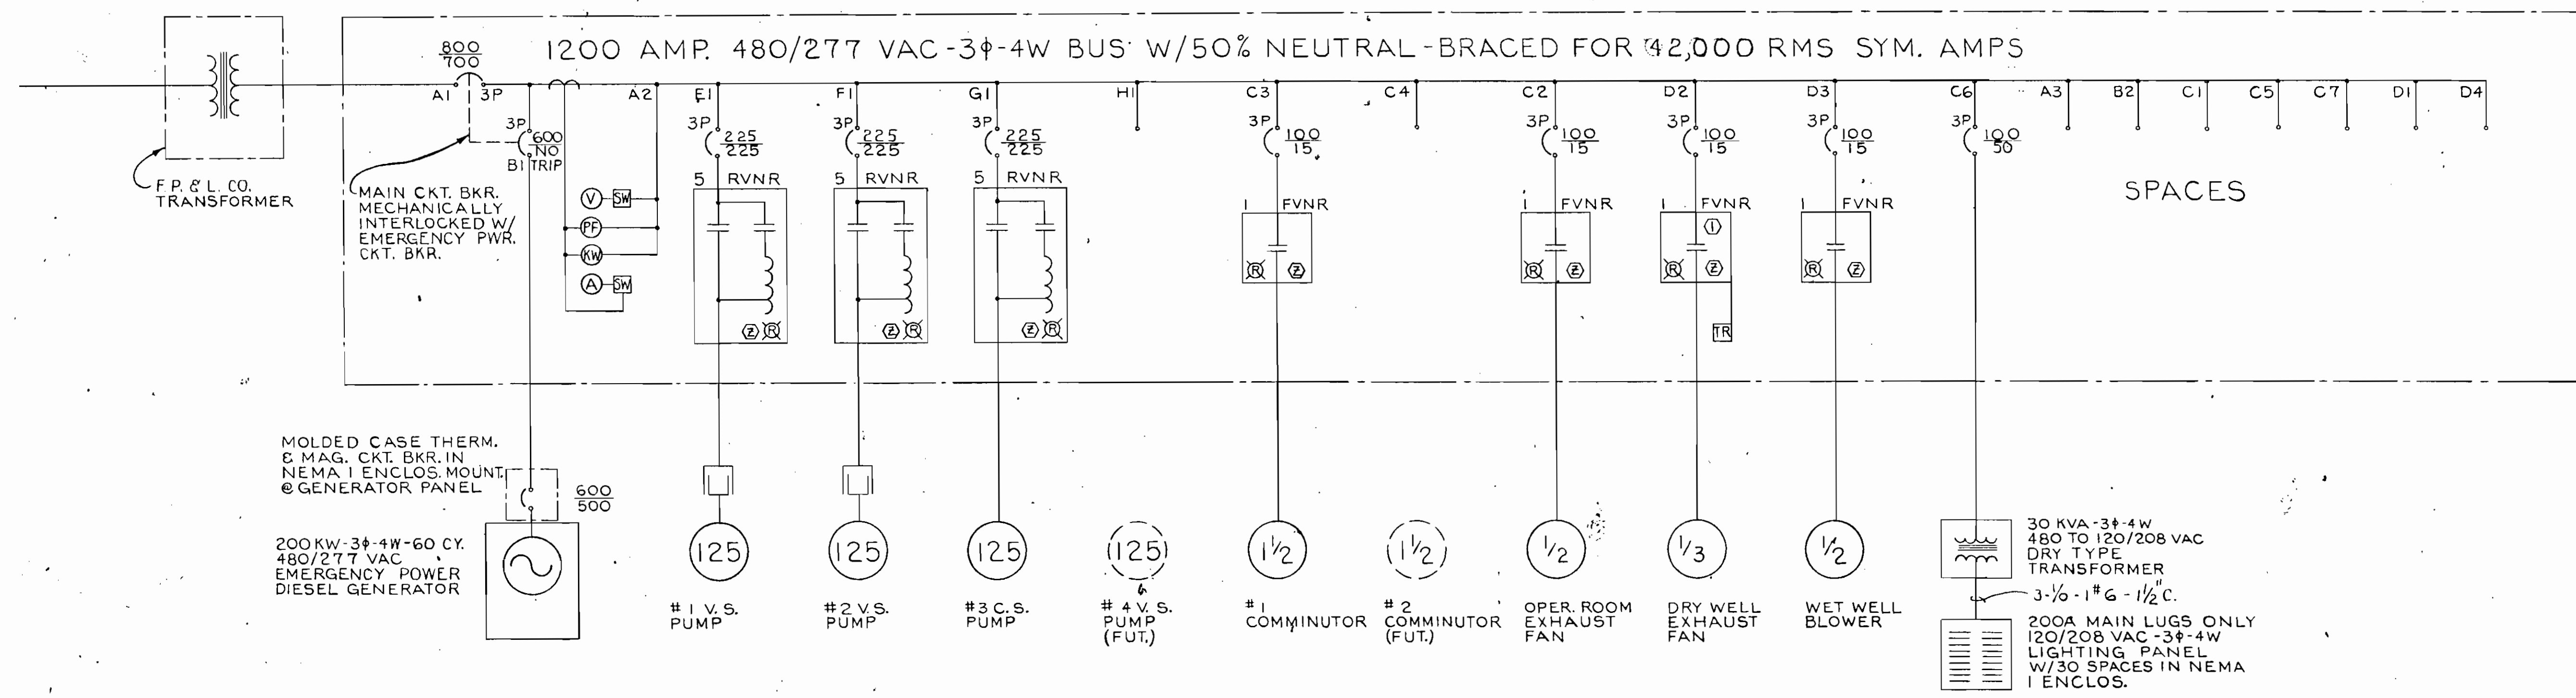 1200 AMP. 480/277 VAC-3ϕ-4W BUS W/50% NEUTRAL-BRACED FOR 42,000 RMS SYM. AMPS
800
700
A1 3P
A2
E1
F1
G1
H1
C3
C4
C2
D2
D3
C6
A3
B2
C1
C5
C7
D1
D4
3P
600
NO
B1 TRIP
3P
225
225
3P
225
225
3P
225
225
3P
100
15
3P
100
15
3P
100
15
3P
100
15
3P
100
50
F.P. & L. CO.
TRANSFORMER
MAIN CKT. BKR.
MECHANICALLY
INTERLOCKED W/
EMERGENCY PWR.
CKT. BKR.
V SW
PF
KW
A SW
5 RVNR
Z R
5 RVNR
Z R
5 RVNR
Z R
1 FVNR
R Z
1 FVNR
R Z
1 FVNR
1
R Z
TR
1 FVNR
R Z
SPACES
MOLDED CASE THERM.
& MAG. CKT. BKR. IN
NEMA 1 ENCLOS. MOUNT.
@ GENERATOR PANEL
600
500
200KW-3ϕ-4W-60 CY.
480/277 VAC
EMERGENCY POWER
DIESEL GENERATOR
125
#1 V.S.
PUMP
125
#2 V.S.
PUMP
125
#3 C.S.
PUMP
(125)
#4 V.S.
PUMP
(FUT.)
1½
#1
COMMINUTOR
1½
#2
COMMINUTOR
(FUT.)
1/2
OPER. ROOM
EXHAUST
FAN
1/3
DRY WELL
EXHAUST
FAN
1/2
WET WELL
BLOWER
30 KVA-3ϕ-4W
480 TO 120/208 VAC
DRY TYPE
TRANSFORMER
3-1/0-1#6-1½"C.
200A MAIN LUGS ONLY
120/208 VAC-3ϕ-4W
LIGHTING PANEL
W/30 SPACES IN NEMA
1 ENCLOS.